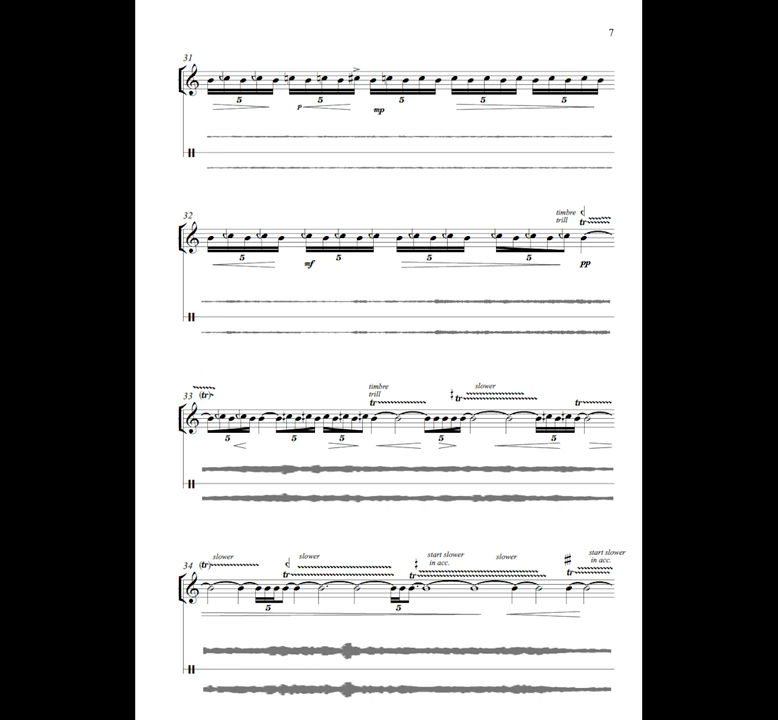 7
31
5 5 5 5 5
p
mp
32
timbre
trill
tr
5 5 5 5
mf
pp
33
timbre
trill
slower
(tr)
tr
tr
tr
5 5 5 5 5
34
slower
slower
start slower
in acc.
slower
start slower
in acc.
(tr)
tr
tr
tr
5 5